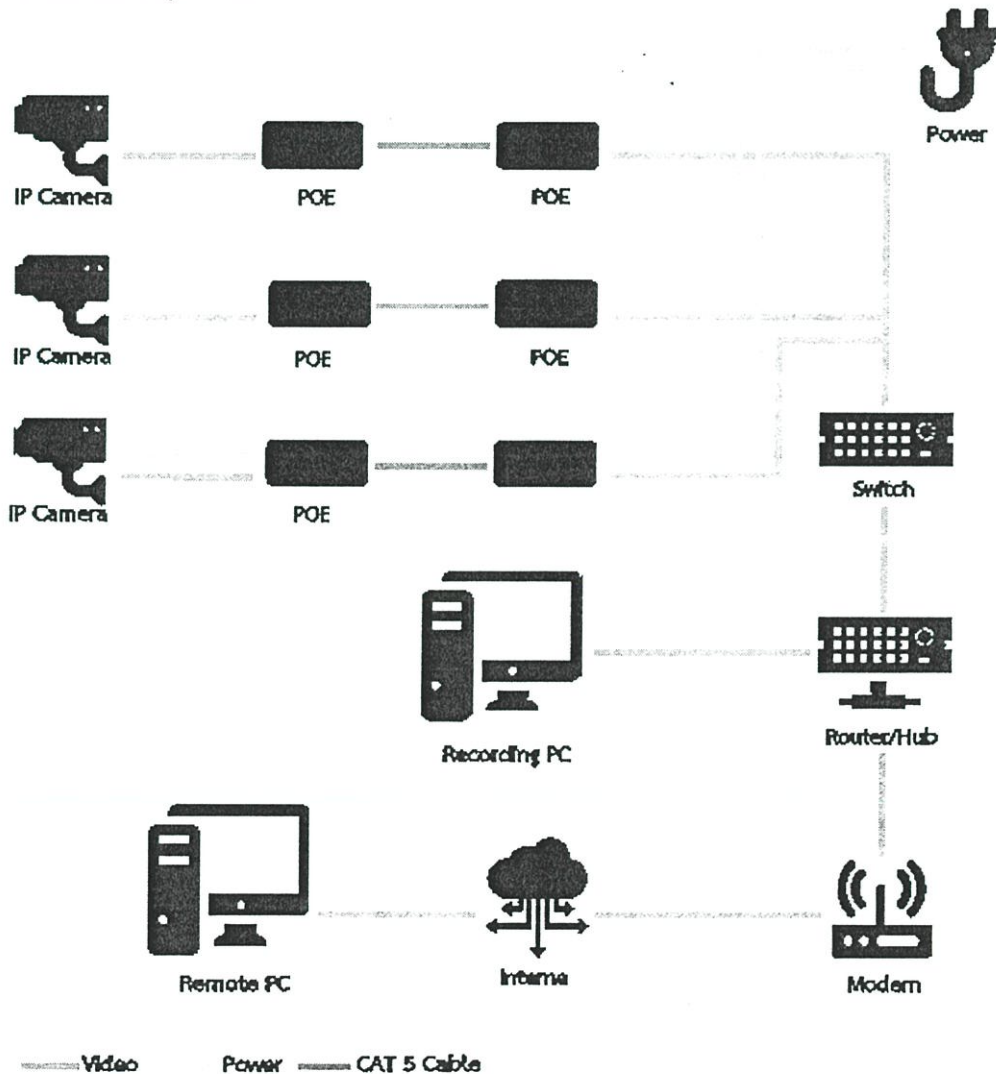 Power
IP Camera
POE
POE
IP Camera
POE
POE
IP Camera
POE
Switch
Recording PC
Router/Hub
Remote PC
Interna
Modem
Video Power CAT 5 Cable